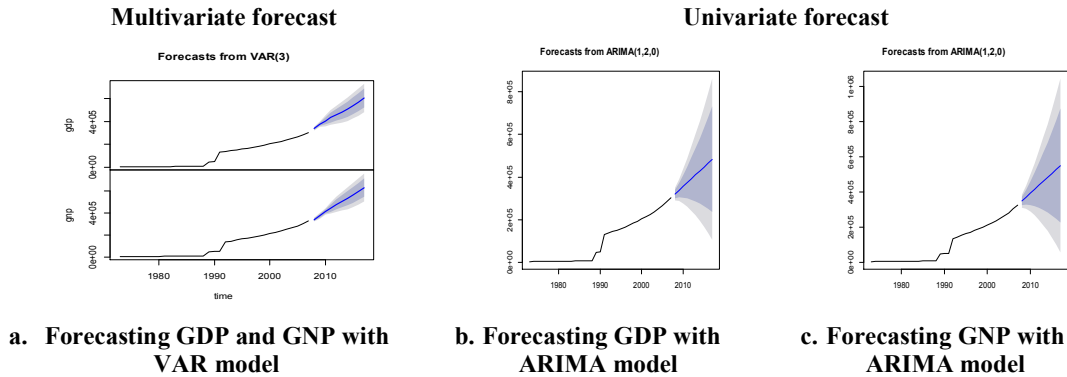 Multivariate forecast
Univariate forecast
Forecasts from VAR(3)
gdp
4e+05
0e+00
gnp
4e+05
0e+00
1980 1990 2000 2010
time
Forecasts from ARIMA(1,2,0)
8e+05
6e+05
4e+05
2e+05
0e+00
1980 1990 2000 2010
Forecasts from ARIMA(1,2,0)
1e+06
8e+05
6e+05
4e+05
2e+05
0e+00
1980 1990 2000 2010
a. Forecasting GDP and GNP with
VAR model
b. Forecasting GDP with
ARIMA model
c. Forecasting GNP with
ARIMA model